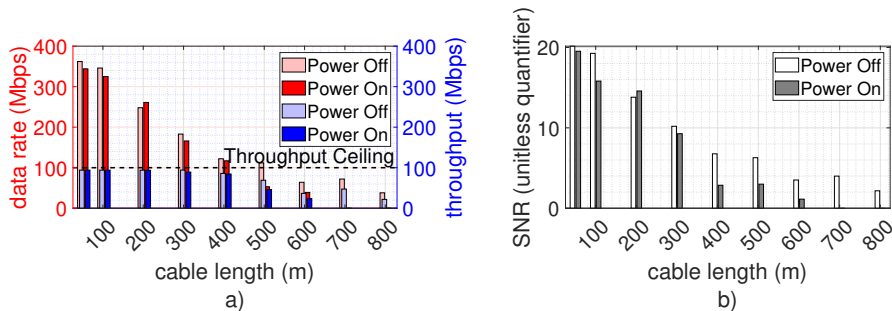 400
300
200
100
0
data rate (Mbps)
400
300
200
100
0
throughput (Mbps)
Power Off
Power On
Power Off
Power On
Throughput Ceiling
100
200
300
400
500
600
700
800
cable length (m)
a)
20
10
0
SNR (unitless quantifier)
Power Off
Power On
100
200
300
400
500
600
700
800
cable length (m)
b)